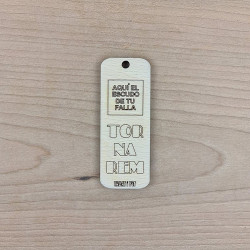 AQUÍ EL
ESCUDO
DE TU
FALLA
TOR
NA
REM